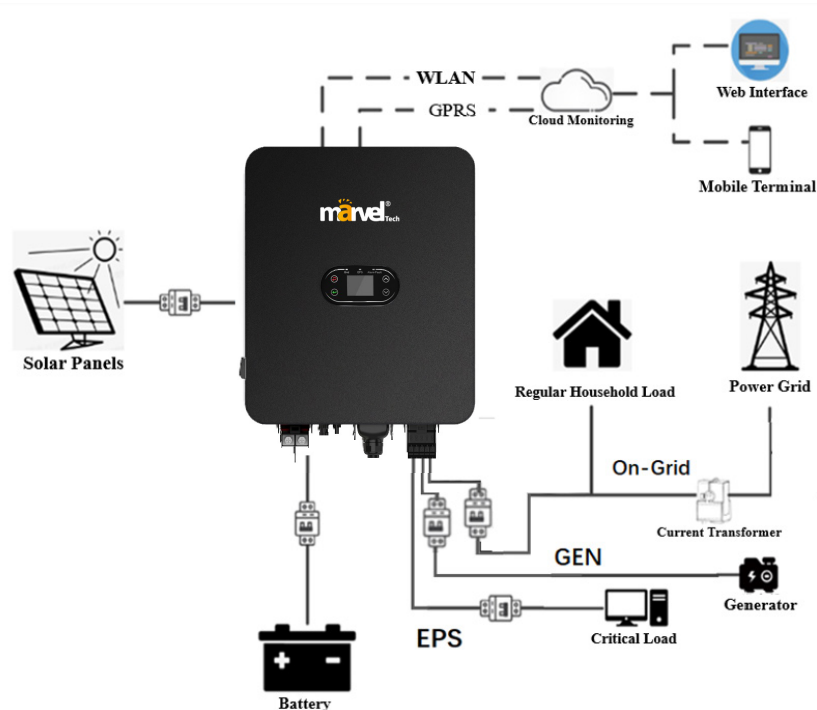 WLAN
GPRS
Cloud Monitoring
Web Interface
Mobile Terminal
marvel®
Tech
Solar Panels
Regular Household Load
Power Grid
On-Grid
Current Transformer
GEN
Generator
EPS
Critical Load
Battery